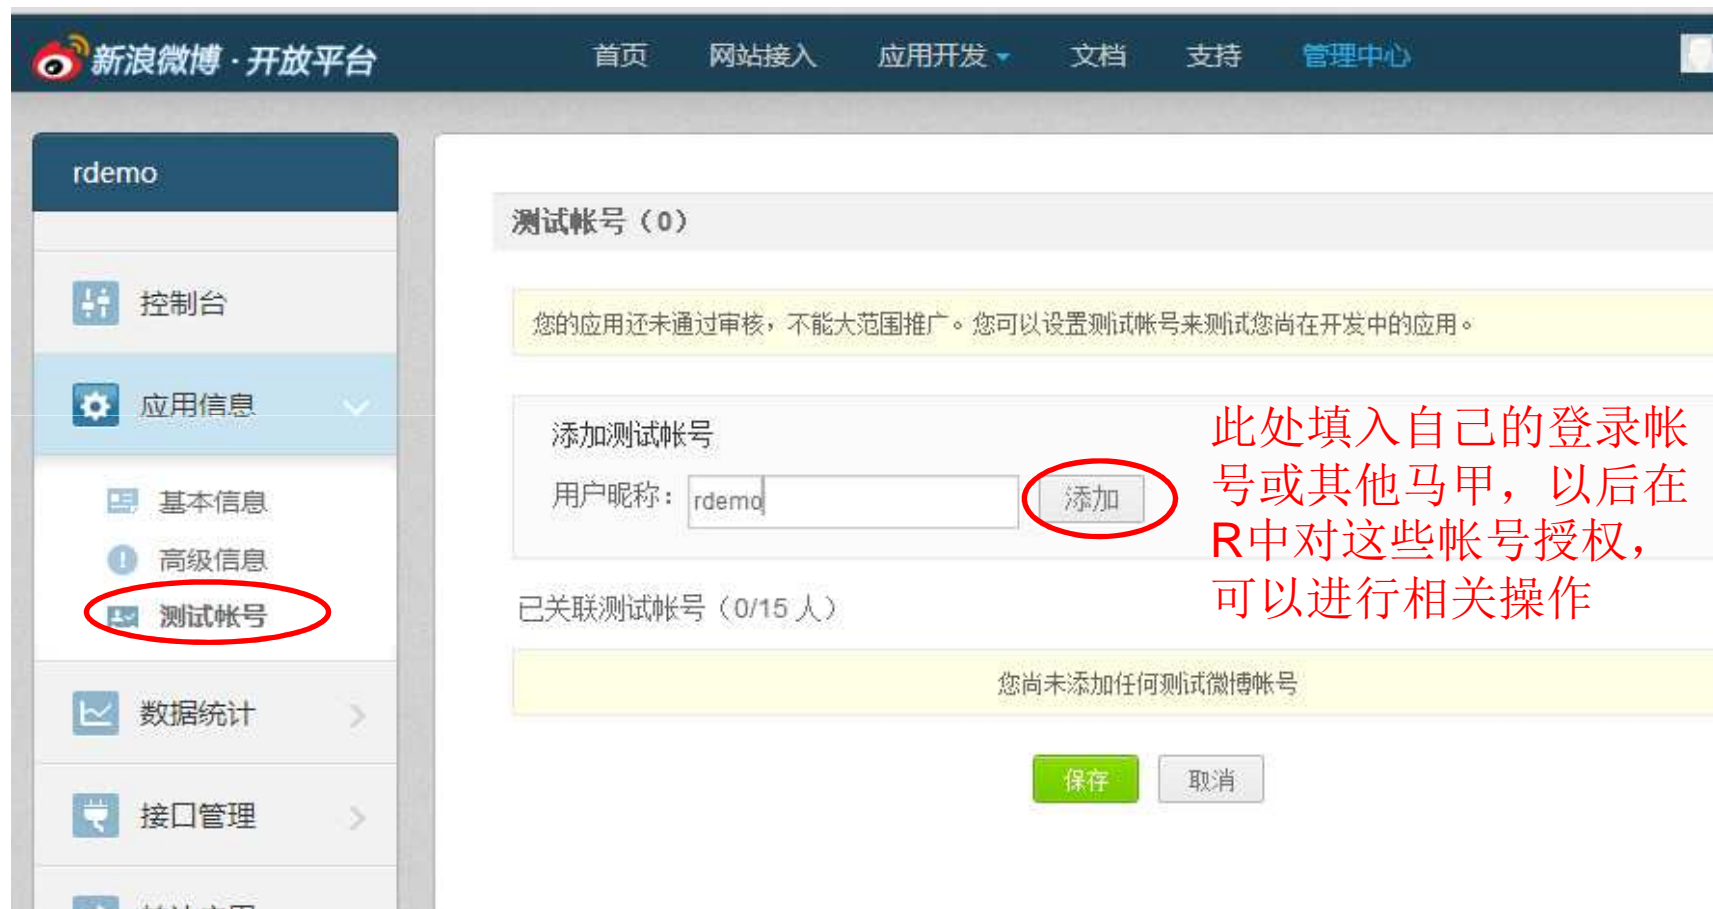 新浪微博·开放平台
首页 网站接入 应用开发 文档 支持 管理中心
rdemo
控制台
应用信息
基本信息
高级信息
测试帐号
数据统计
接口管理
测试帐号（0）
您的应用还未通过审核，不能大范围推广。您可以设置测试帐号来测试您尚在开发中的应用。
添加测试帐号
用户昵称： rdemo 添加
此处填入自己的登录帐
号或其他马甲，以后在
R中对这些帐号授权，
可以进行相关操作
已关联测试帐号（0/15 人）
您尚未添加任何测试微博帐号
保存 取消